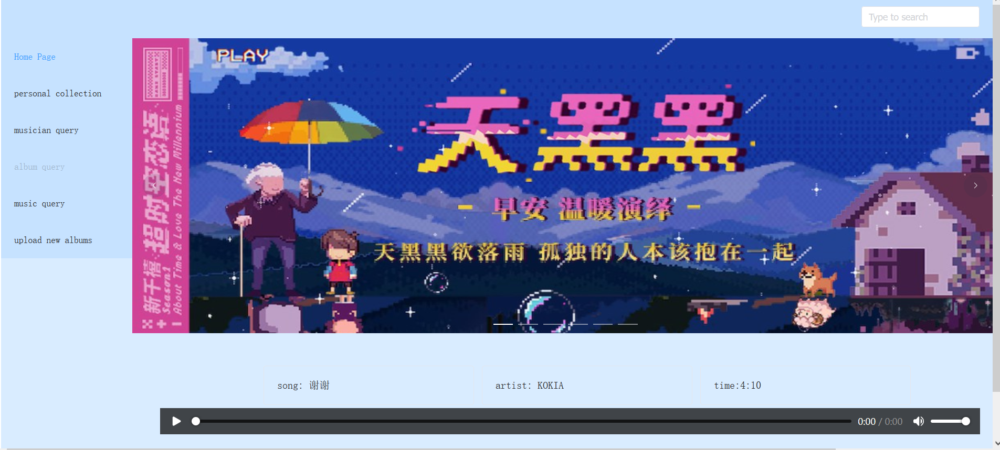 Type to search
Home Page
personal collection
musician query
album query
music query
upload new albums
PLAY
新千禧 超时空恋语
Season1
About Time & Love The New Millennium
天黑黑
- 早安 温暖演绎 -
天黑黑欲落雨 孤独的人本该抱在一起
song: 谢谢
artist: KOKIA
time:4:10
0:00 / 0:00